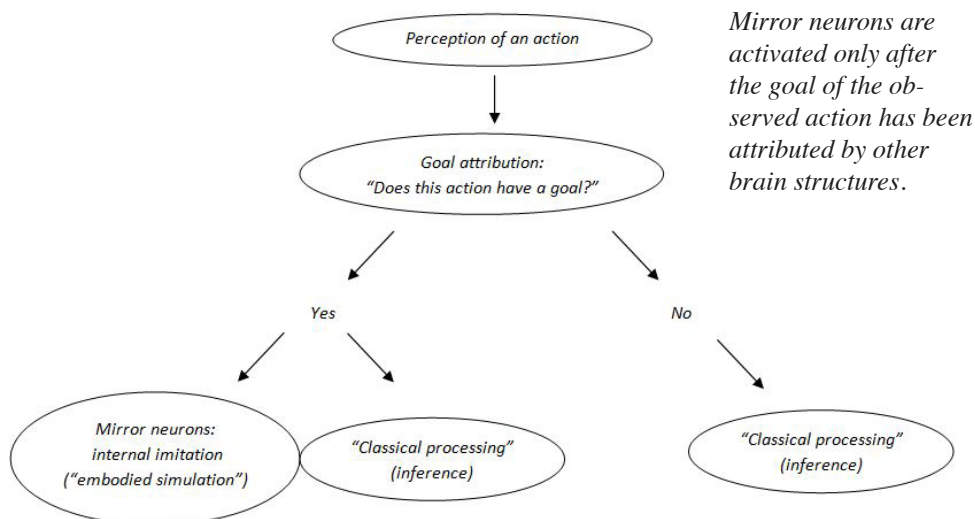 Perception of an action
Mirror neurons are
activated only after
the goal of the ob-
served action has been
attributed by other
brain structures.
Goal attribution:
“Does this action have a goal?”
Yes
No
Mirror neurons:
internal imitation
(“embodied simulation”)
“Classical processing”
(inference)
“Classical processing”
(inference)